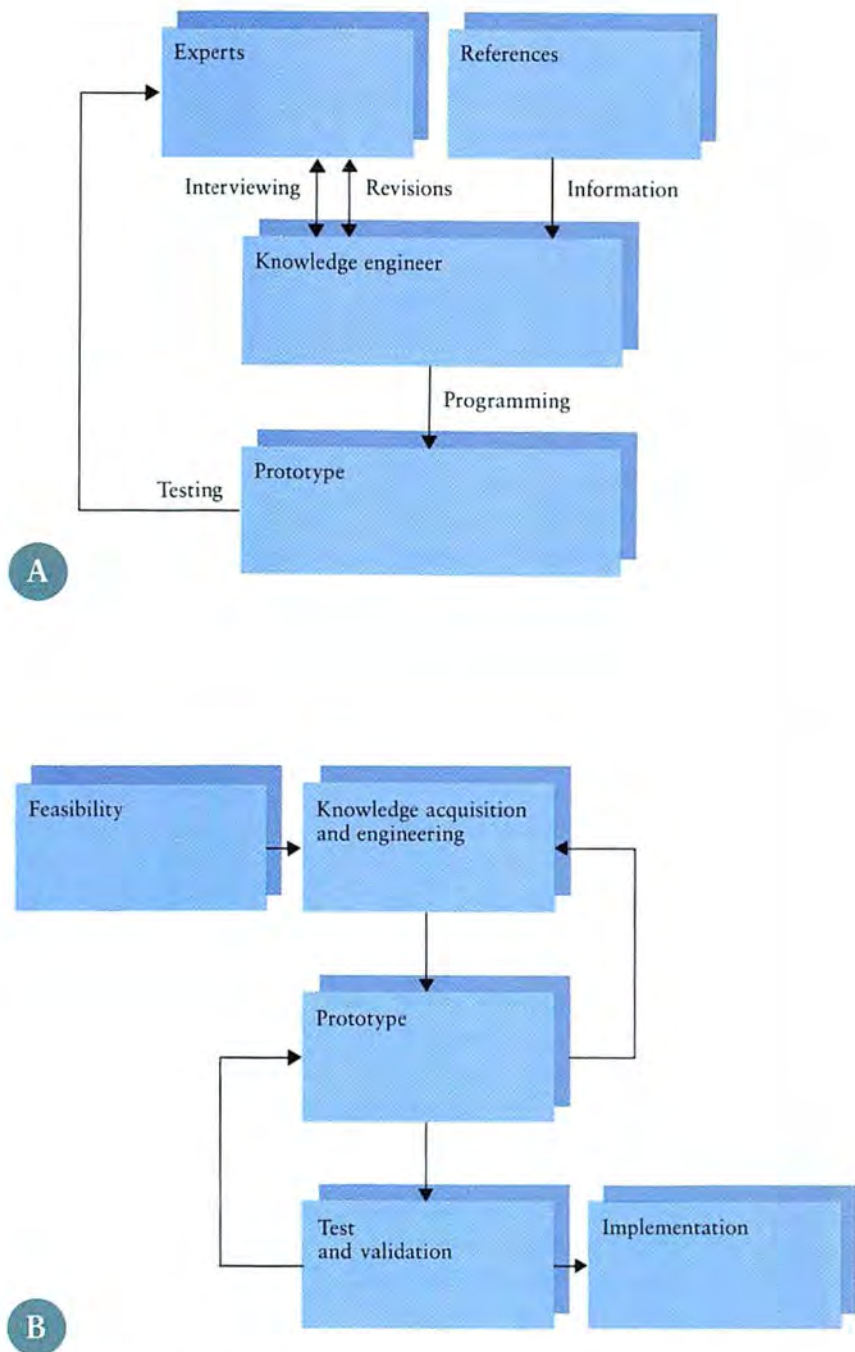 Experts
References
Interviewing
Revisions
Information
Knowledge engineer
Programming
Prototype
Testing
A
Feasibility
Knowledge acquisition
and engineering
Prototype
Test
and validation
Implementation
B